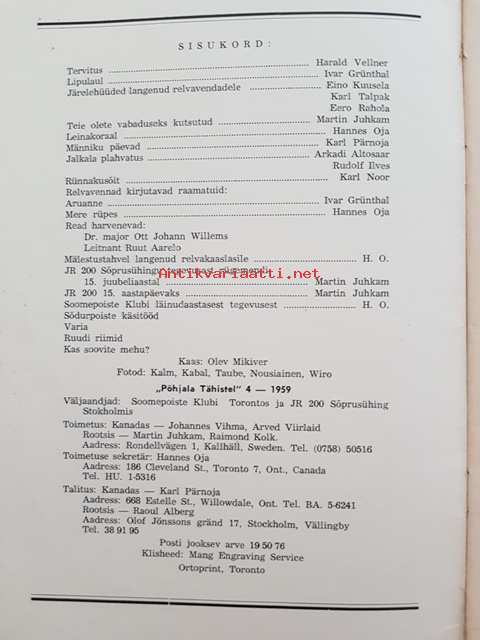 SISUKORD:
Tervitus ........ Harald Vellner
Lipulaul ........ Ivar Grünthal
Järelehüüded langenud relvavendadele ........ Eino Kuusela
Karl Talpak
Eero Rahola
Teie olete vabaduseks kutsutud ........ Martin Juhkam
Leinakoraal ........ Hannes Oja
Männiku päevad ........ Karl Pärnoja
Jalkala plahvatus ........ Arkadi Altosaar
Rudolf Ilves
Rünnakusõit ........ Karl Noor
Relvavennad kirjutavad raamatuid:
Aruanne ........ Ivar Grünthal
Mere rüpes ........ Hannes Oja
Read harvenevad:
Dr. major Ott Johann Willems
Leitnant Ruut Aarelo
Mälestustahvel langenud relvakaaslasile ........ H. O.
JR 200 Sõprusühingu tegevusest
Antikvariaatti.net
15. juubeliaastal ........ Martin Juhkam
JR 200 15. aastapäevaks ........ Martin Juhkam
Soomepoiste Klubi läinudaastasest tegevusest ........ H. O.
Sõdurpoiste käsitööd
Varia
Ruudi riimid
Kas soovite mehu?
Kaas: Olev Mikiver
Fotod: Kalm, Kabal, Taube, Nousiainen, Wiro
„Põhjala Tähistel" 4 — 1959
Väljaandjad: Soomepoiste Klubi Torontos ja JR 200 Sõprusühing
Stokholmis
Toimetus: Kanadas — Johannes Vihma, Arved Viirlaid
Rootsis — Martin Juhkam, Raimond Kolk.
Aadress: Rondellvägen 1, Kallhäll, Sweden. Tel. (0758) 50516
Toimetuse sekretär: Hannes Oja
Aadress: 186 Cleveland St., Toronto 7, Ont., Canada
Tel. HU. 1-5316
Talitus: Kanadas — Karl Pärnoja
Aadress: 668 Estelle St., Willowdale, Ont. Tel. BA. 5-6241
Rootsis — Raoul Alberg
Aadress: Olof Jönssons gränd 17, Stockholm, Vällingby
Tel. 38 91 95
Posti jooksev arve 19 50 76
Klisheed: Mang Engraving Service
Ortoprint, Toronto